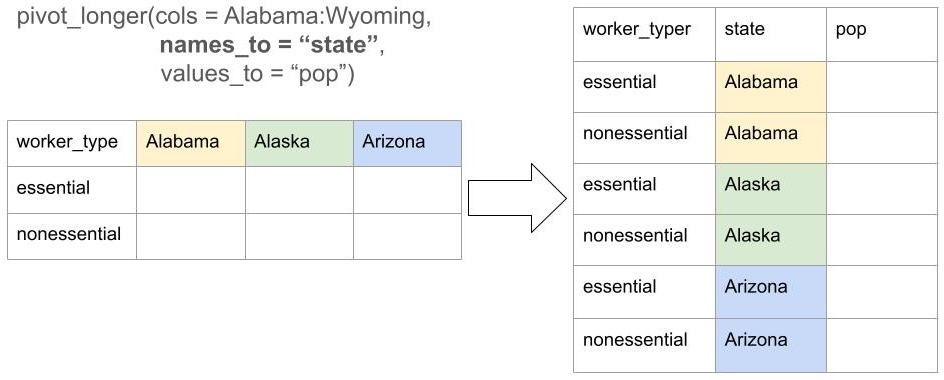 pivot_longer(cols = Alabama:Wyoming,
names_to = “state”,
values_to = “pop”)
worker_type Alabama Alaska Arizona
essential
nonessential
worker_typer state pop
essential Alabama
nonessential Alabama
essential Alaska
nonessential Alaska
essential Arizona
nonessential Arizona